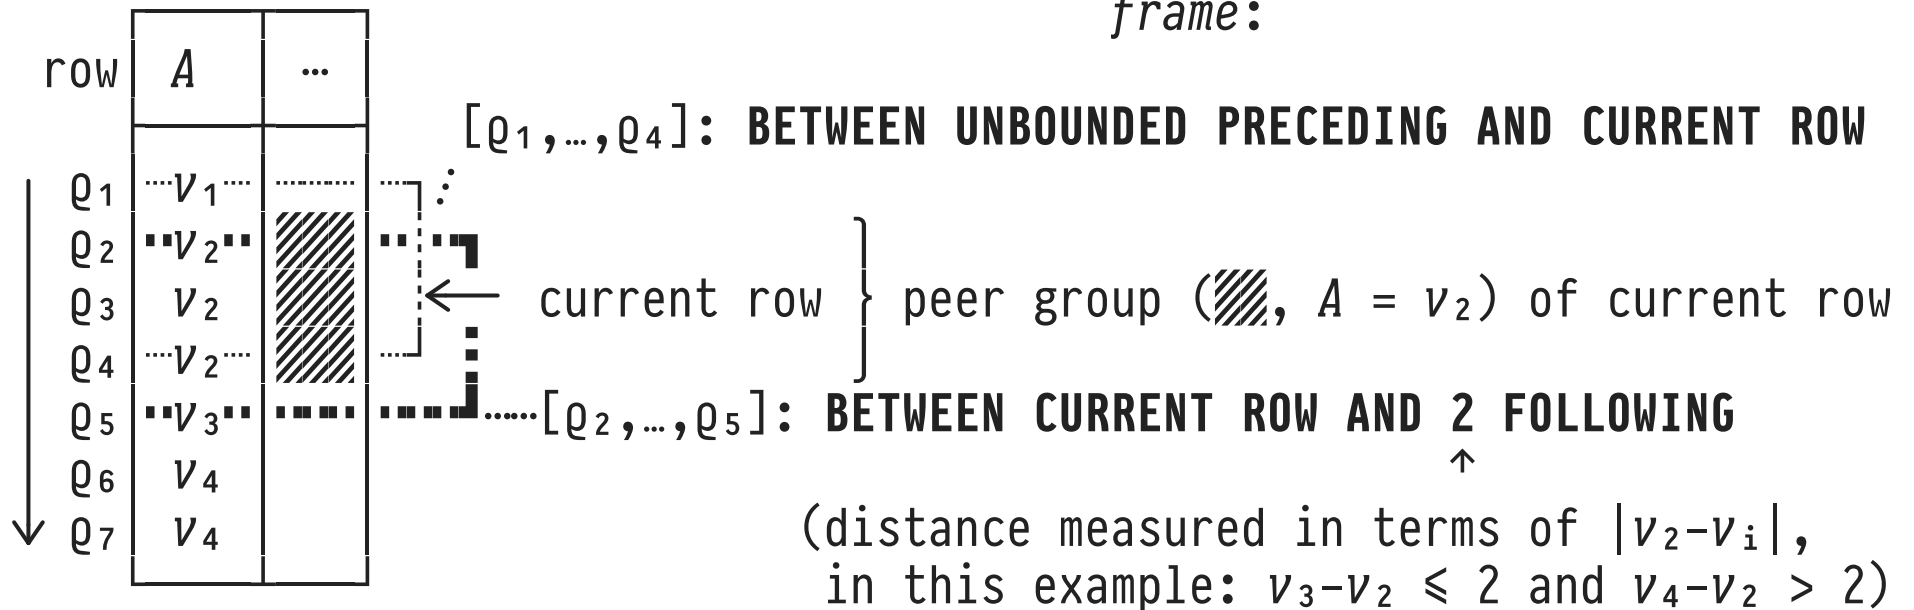 frame:
row A …
[ϱ₁,…,ϱ₄]: BETWEEN UNBOUNDED PRECEDING AND CURRENT ROW
ϱ₁ v₁
ϱ₂ v₂
ϱ₃ v₂ current row } peer group (▨, A = v₂) of current row
ϱ₄ v₂
ϱ₅ v₃ [ϱ₂,…,ϱ₅]: BETWEEN CURRENT ROW AND 2 FOLLOWING
↑
ϱ₆ v₄
ϱ₇ v₄ (distance measured in terms of |v₂-vᵢ|,
in this example: v₃-v₂ ⩽ 2 and v₄-v₂ > 2)